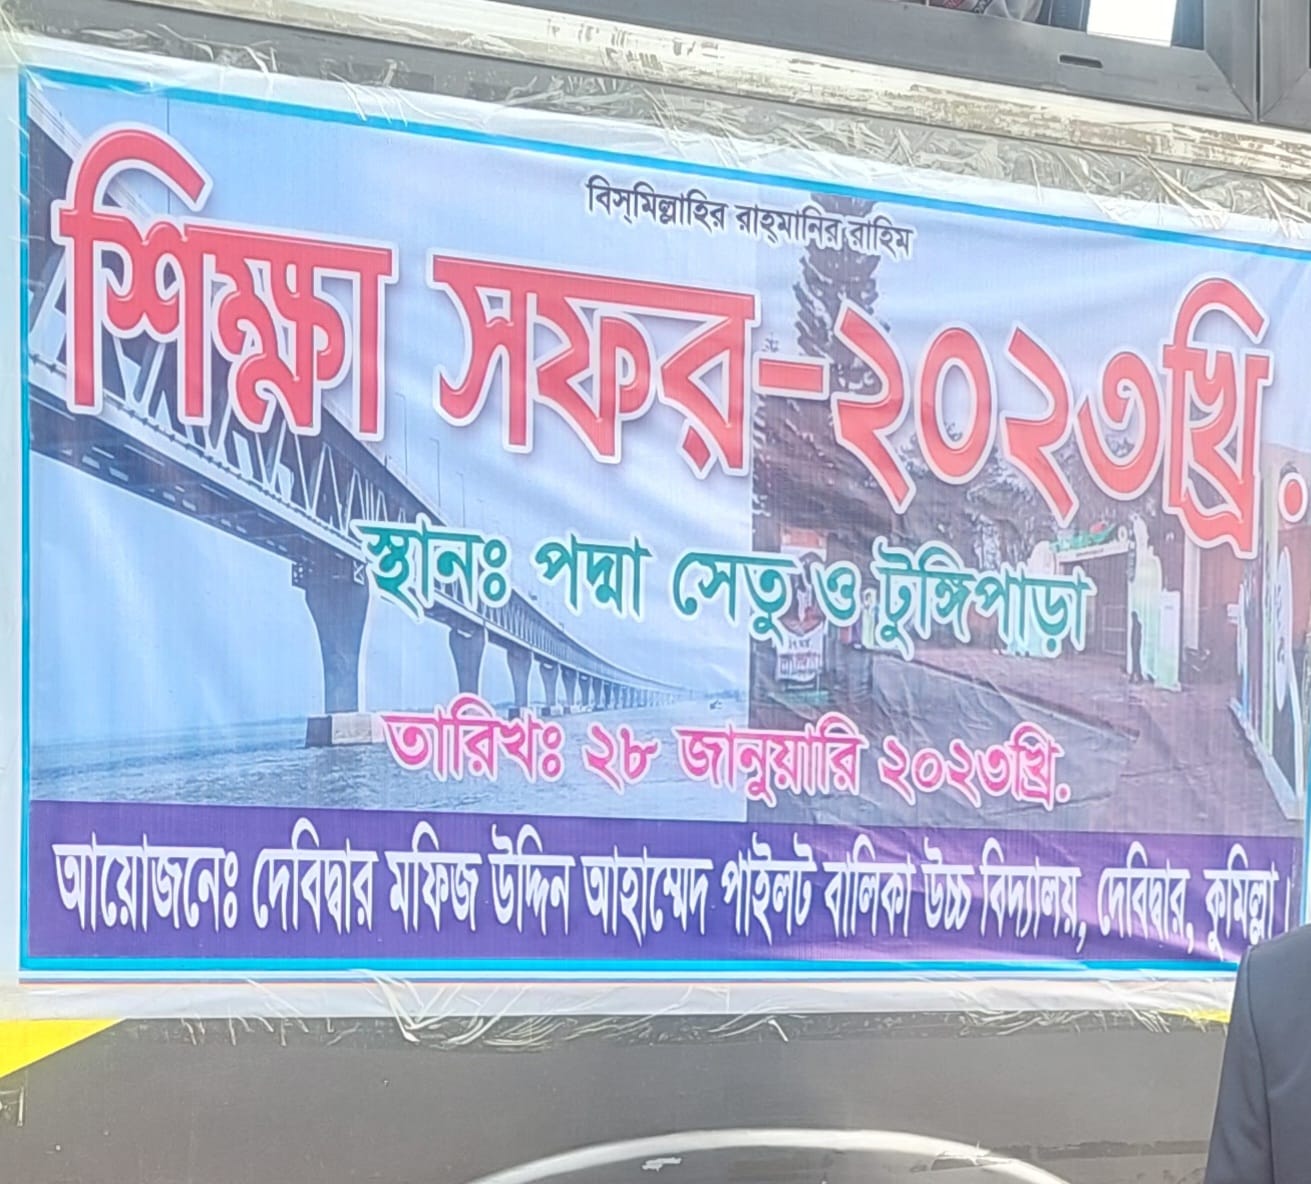 বিস্‌মিল্লাহির রাহ্‌মানির রাহিম
শিক্ষা সফর-২০২৩খ্রি.
স্থানঃ পদ্মা সেতু ও টুঙ্গিপাড়া
তারিখঃ ২৮ জানুয়ারি ২০২৩খ্রি.
আয়োজনেঃ দেবিদ্বার মফিজ উদ্দিন আহাম্মেদ পাইলট বালিকা উচ্চ বিদ্যালয়, দেবিদ্বার, কুমিল্লা।